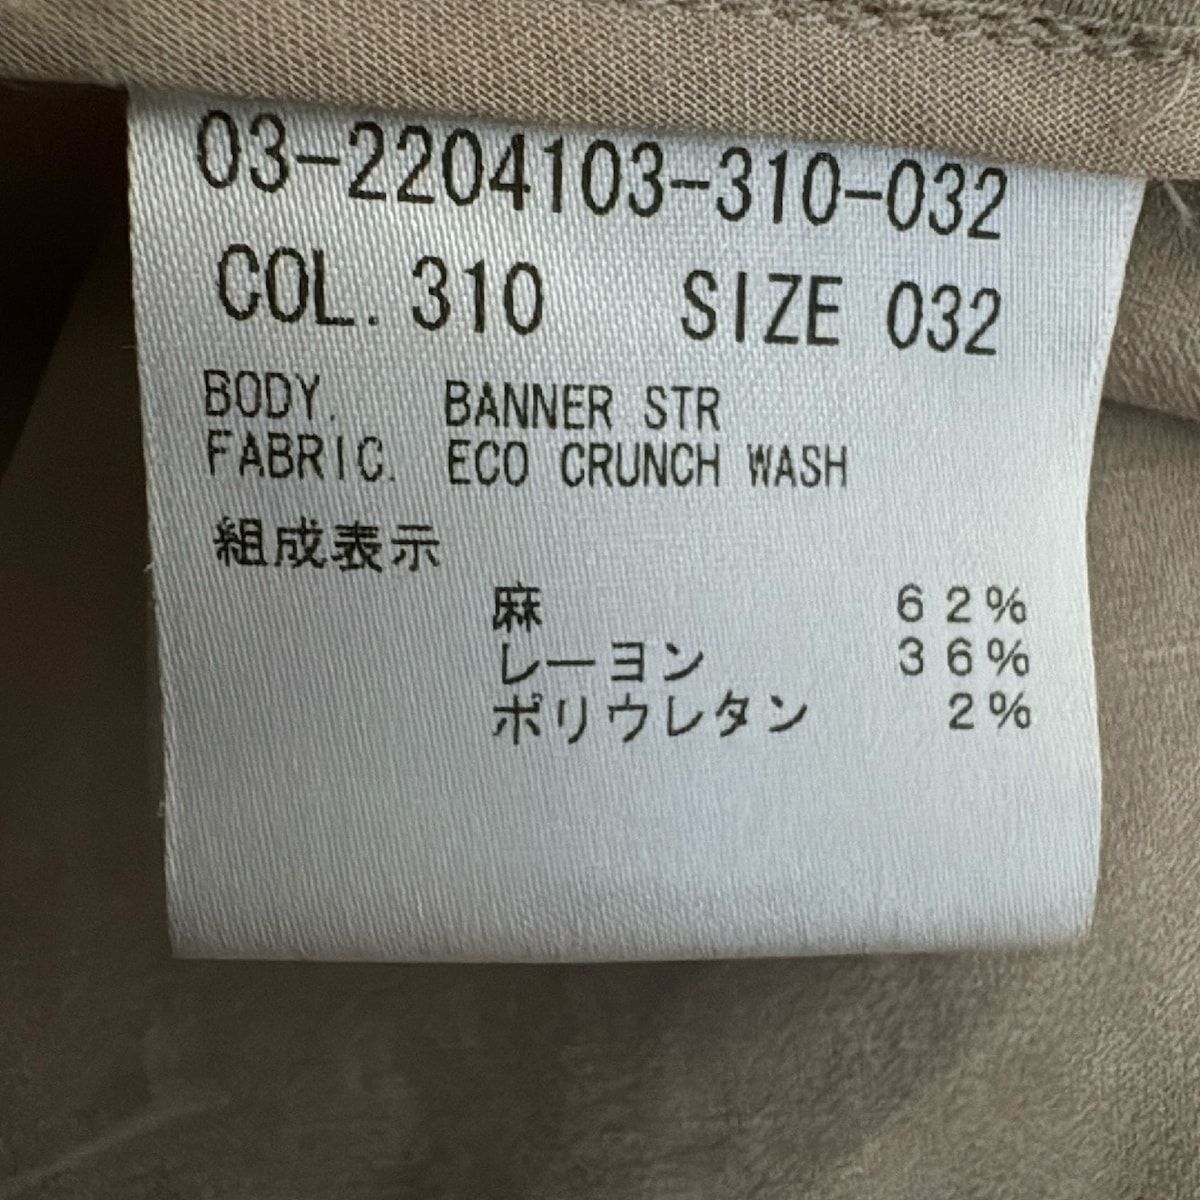 03-2204103-310-032
COL. 310 SIZE 032
BODY. BANNER STR
FABRIC. ECO CRUNCH WASH
組成表示
麻 62%
レーヨン 36%
ポリウレタン 2%